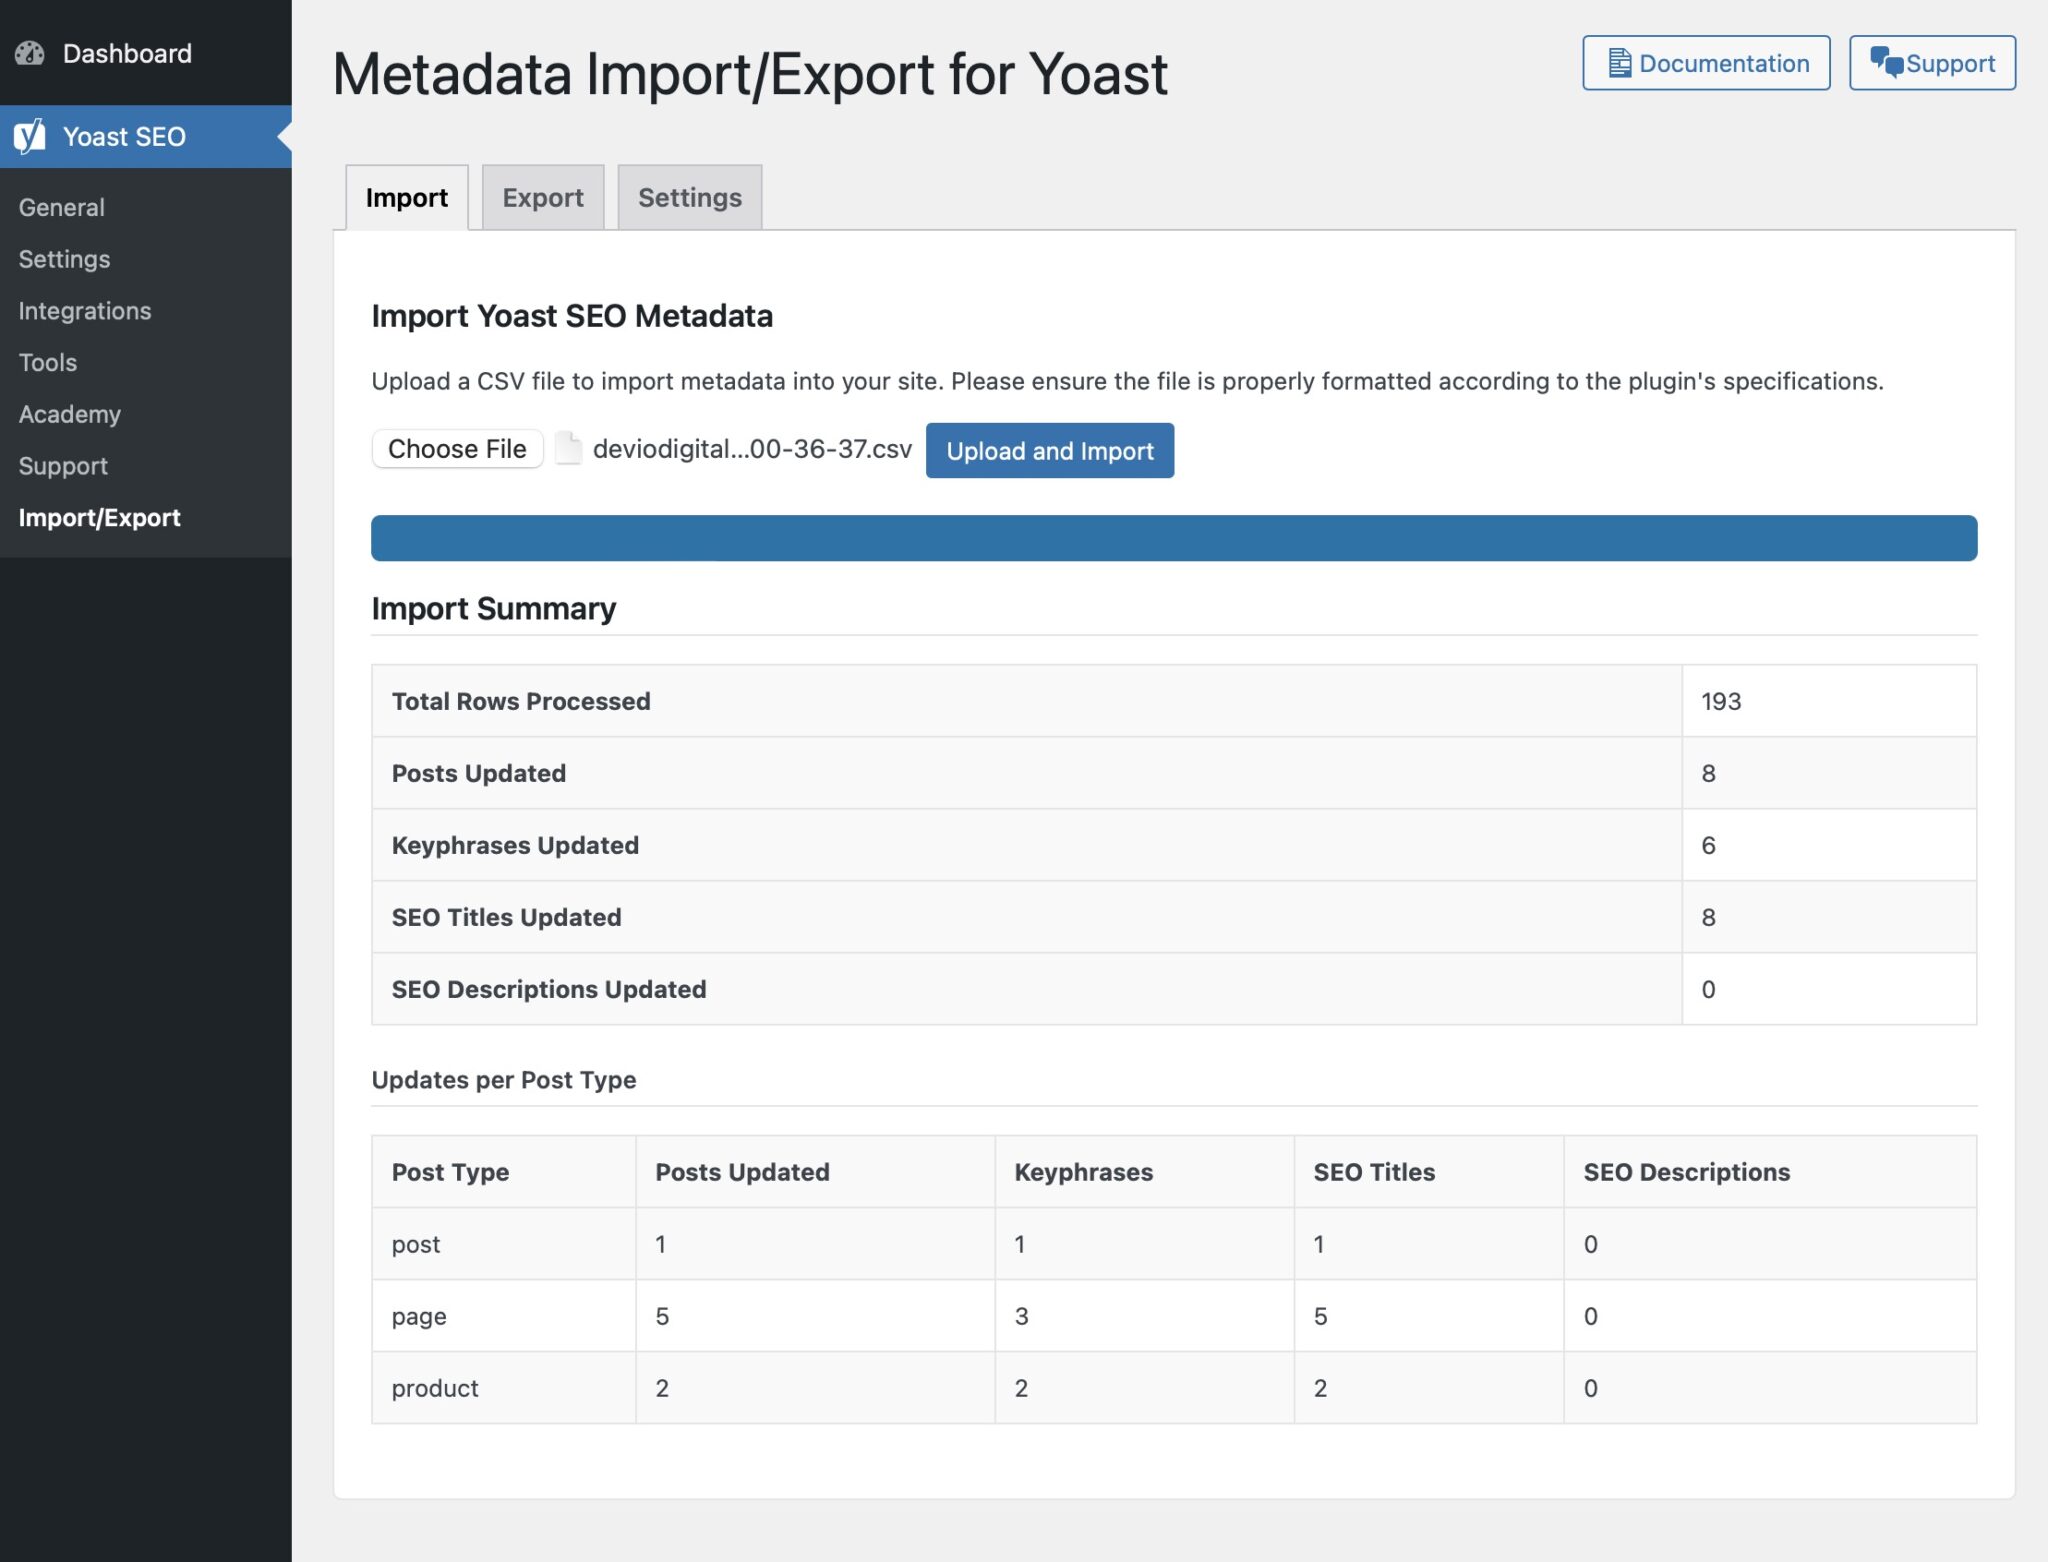 Dashboard
Yoast SEO
General
Settings
Integrations
Tools
Academy
Support
Import/Export
Metadata Import/Export for Yoast
Documentation
Support
Import
Export
Settings
Import Yoast SEO Metadata
Upload a CSV file to import metadata into your site. Please ensure the file is properly formatted according to the plugin's specifications.
Choose File deviodigital...00-36-37.csv Upload and Import
Import Summary
Total Rows Processed 193
Posts Updated 8
Keyphrases Updated 6
SEO Titles Updated 8
SEO Descriptions Updated 0
Updates per Post Type
Post Type Posts Updated Keyphrases SEO Titles SEO Descriptions
post 1 1 1 0
page 5 3 5 0
product 2 2 2 0